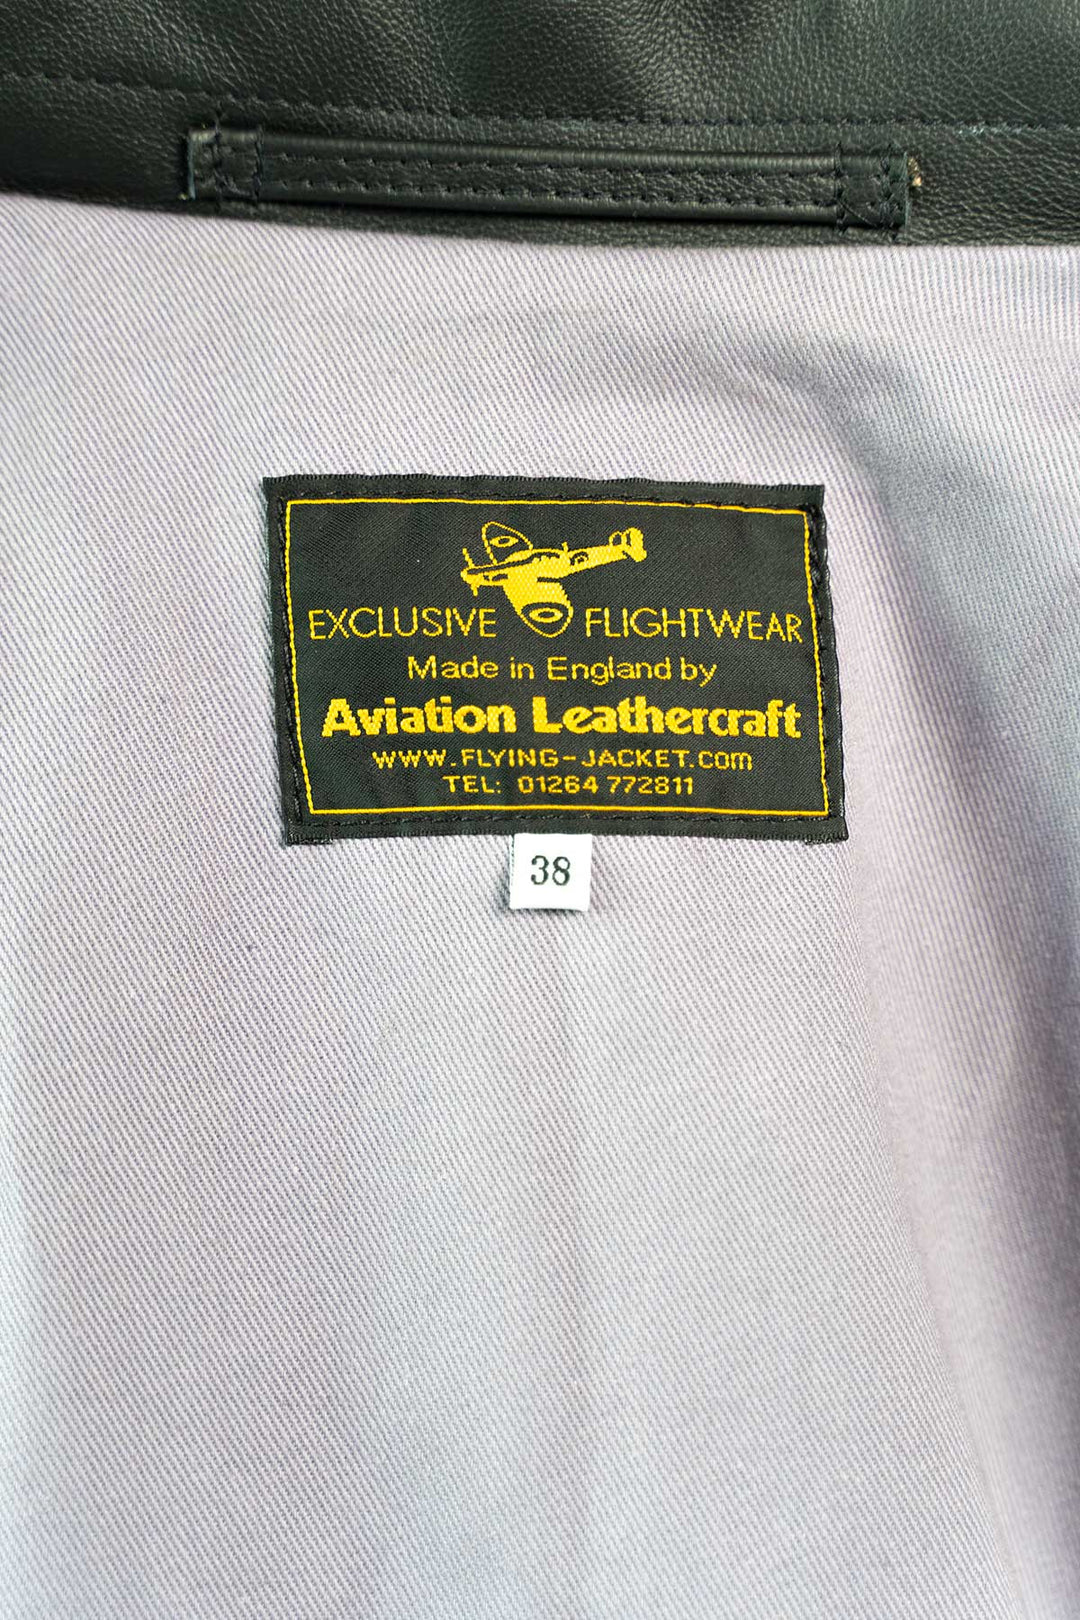 EXCLUSIVE FLIGHTWEAR
Made in England by
Aviation Leathercraft
WWW.FLYING-JACKET.com
TEL: 01264 772811
38